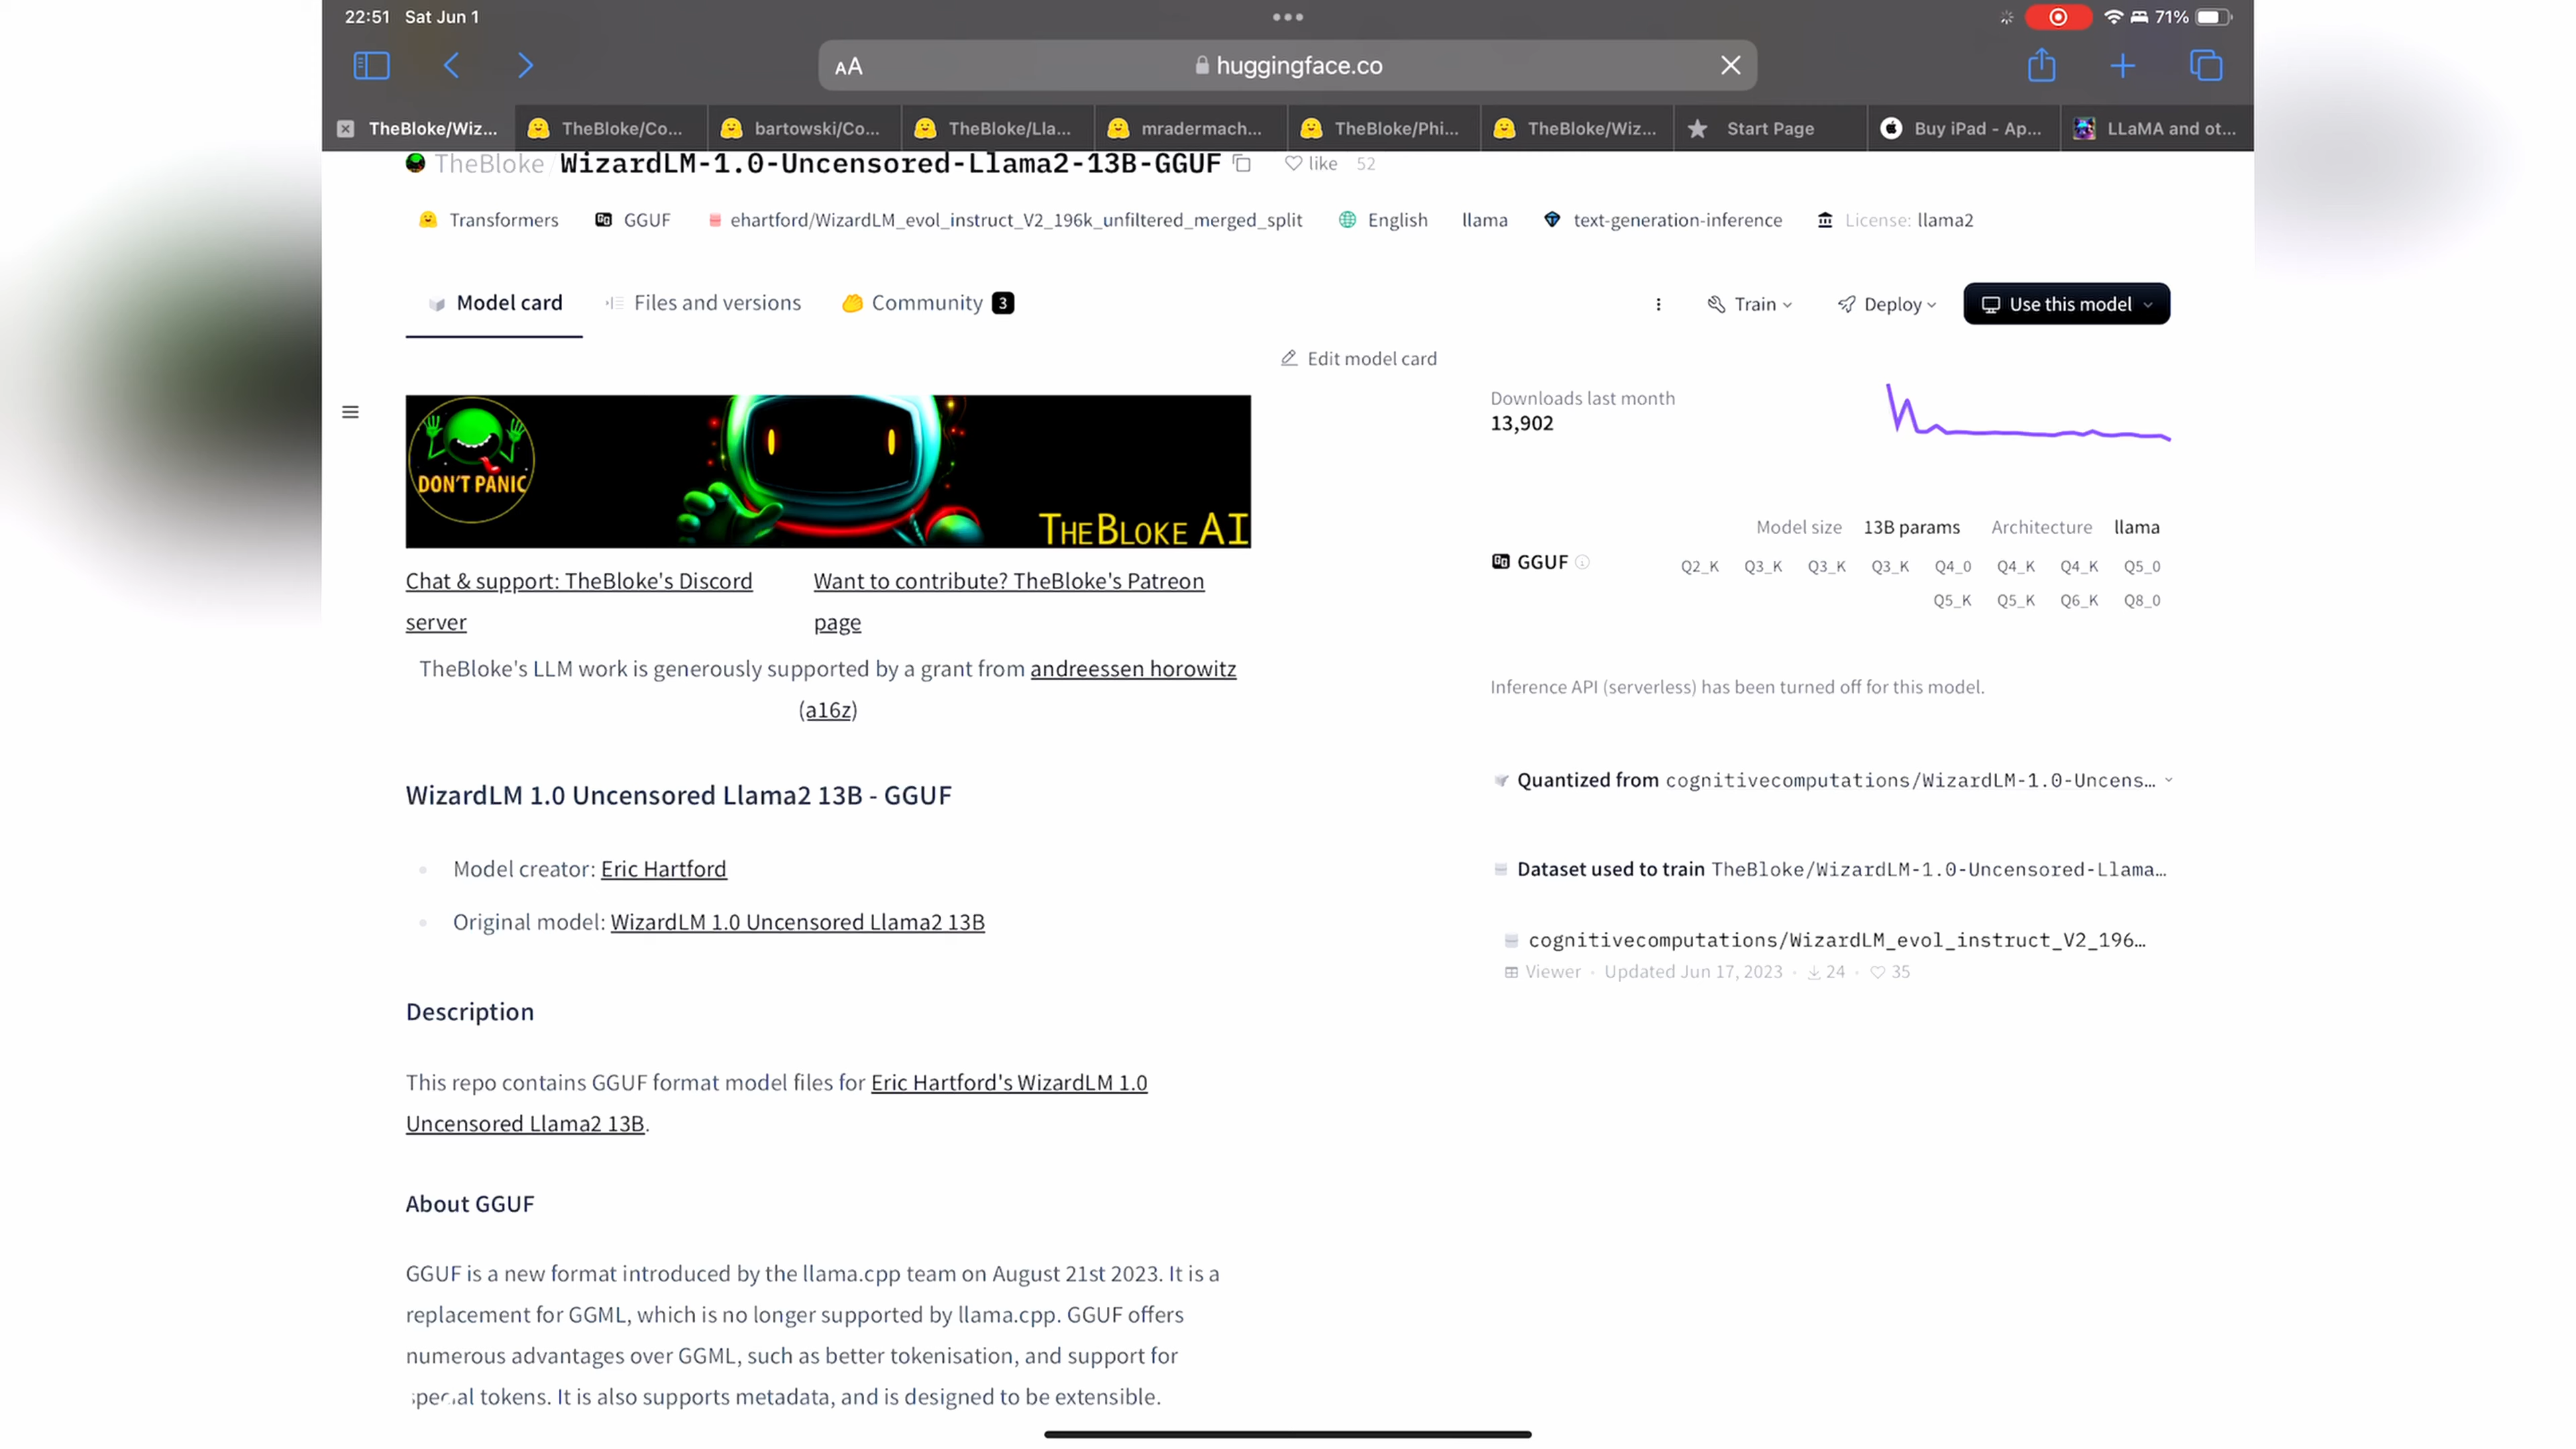 22:51 Sat Jun 1
71%
AA
huggingface.co
TheBloke/Wiz...
TheBloke/Co...
bartowski/Co...
TheBloke/Lla...
mradermach...
TheBloke/Phi...
TheBloke/Wiz...
Start Page
Buy iPad - Ap...
LLaMA and ot...
TheBloke/WizardLM-1.0-Uncensored-Llama2-13B-GGUF
like 52
Transformers
GGUF
ehartford/WizardLM_evol_instruct_V2_196k_unfiltered_merged_split
English
llama
text-generation-inference
License: llama2
Model card
Files and versions
Community 3
Train
Deploy
Use this model
Edit model card
DON'T PANIC
THEBLOKE AI
Chat & support: TheBloke's Discord
server
Want to contribute? TheBloke's Patreon
page
TheBloke's LLM work is generously supported by a grant from andreessen horowitz
(a16z)
WizardLM 1.0 Uncensored Llama2 13B - GGUF
Model creator: Eric Hartford
Original model: WizardLM 1.0 Uncensored Llama2 13B
Description
This repo contains GGUF format model files for Eric Hartford's WizardLM 1.0
Uncensored Llama2 13B.
About GGUF
GGUF is a new format introduced by the llama.cpp team on August 21st 2023. It is a
replacement for GGML, which is no longer supported by llama.cpp. GGUF offers
numerous advantages over GGML, such as better tokenisation, and support for
special tokens. It is also supports metadata, and is designed to be extensible.
Downloads last month
13,902
Model size 13B params Architecture llama
GGUF
Q2_K Q3_K Q3_K Q3_K Q4_0 Q4_K Q4_K Q5_0
Q5_K Q5_K Q6_K Q8_0
Inference API (serverless) has been turned off for this model.
Quantized from cognitivecomputations/WizardLM-1.0-Uncens...
Dataset used to train TheBloke/WizardLM-1.0-Uncensored-Llama...
cognitivecomputations/WizardLM_evol_instruct_V2_196...
Viewer • Updated Jun 17, 2023 • 24 • 35